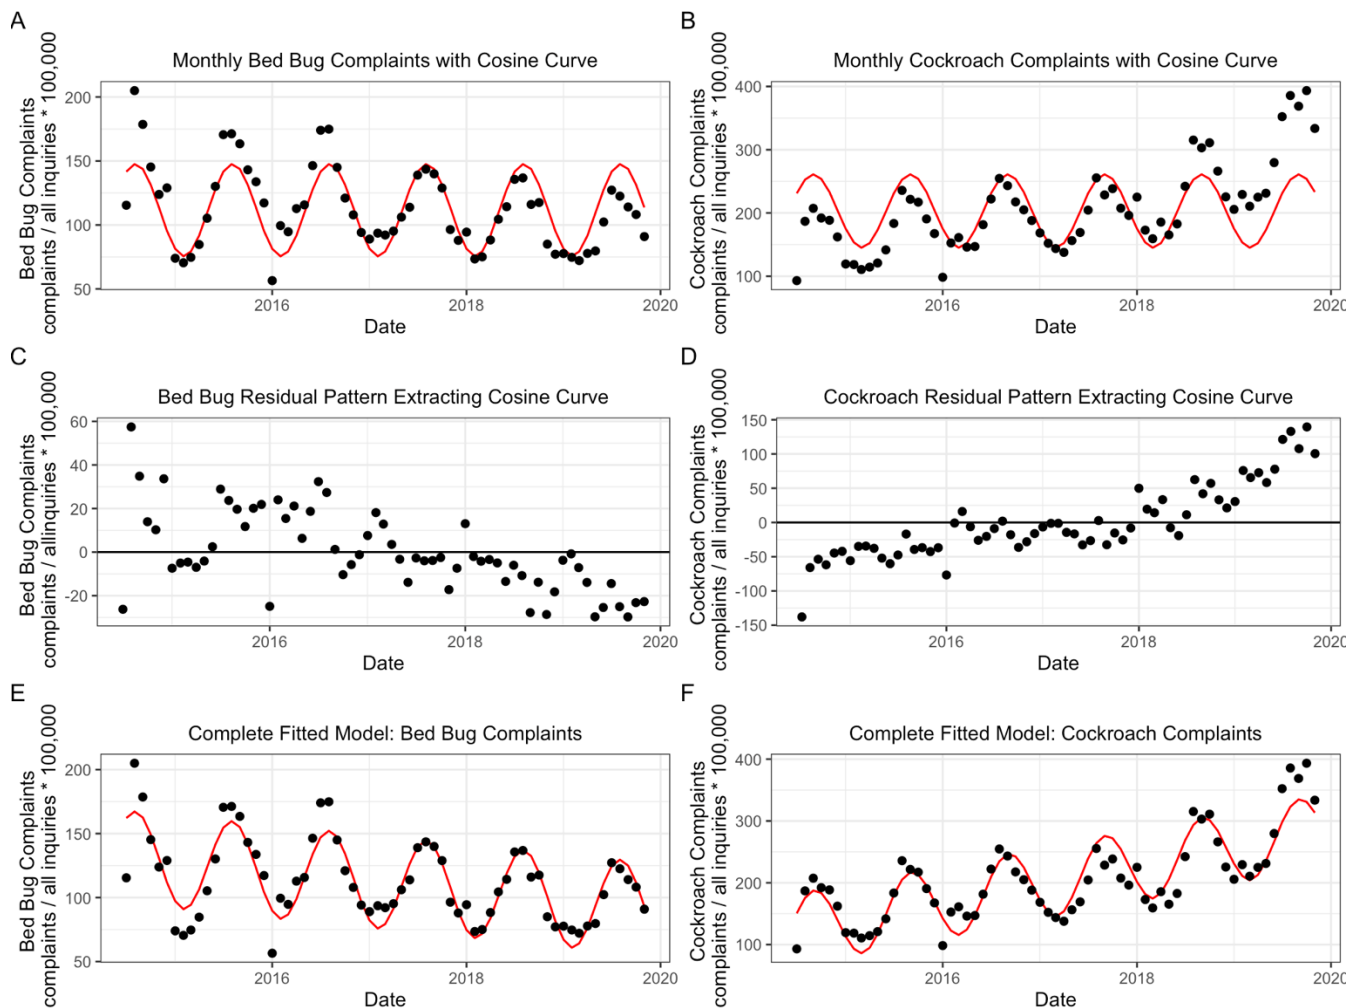 A
Monthly Bed Bug Complaints with Cosine Curve
Bed Bug Complaints
complaints / all inquiries * 100,000
200
150
100
50
2016
2018
2020
Date
B
Monthly Cockroach Complaints with Cosine Curve
Cockroach Complaints
complaints / all inquiries * 100,000
400
300
200
100
2016
2018
2020
Date
C
Bed Bug Residual Pattern Extracting Cosine Curve
Bed Bug Complaints
complaints / allinquiries * 100,000
60
40
20
0
-20
2016
2018
2020
Date
D
Cockroach Residual Pattern Extracting Cosine Curve
Cockroach Complaints
complaints / all inquiries * 100,000
150
100
50
0
-50
-100
-150
2016
2018
2020
Date
E
Complete Fitted Model: Bed Bug Complaints
Bed Bug Complaints
complaints / all inquiries * 100,000
200
150
100
50
2016
2018
2020
Date
F
Complete Fitted Model: Cockroach Complaints
Cockroach Complaints
complaints / all inquiries * 100,000
400
300
200
100
2016
2018
2020
Date